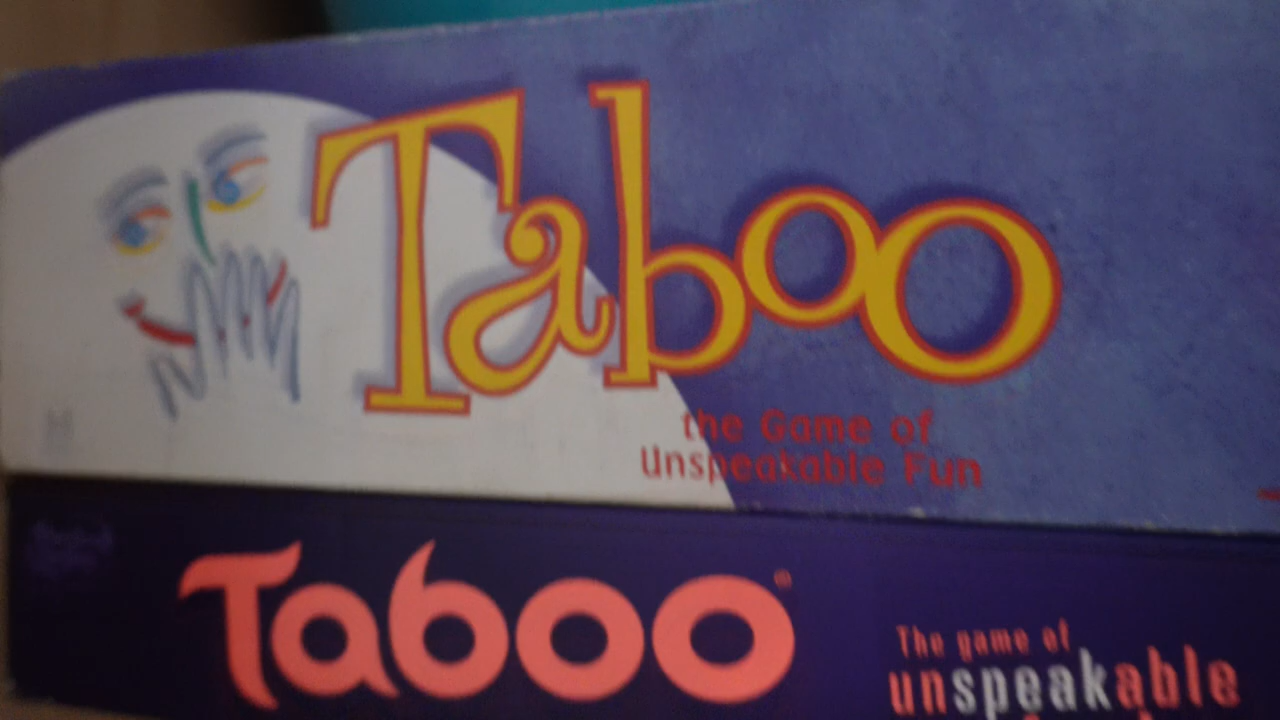 Taboo
the Game of
Unspeakable Fun
Taboo
The game of
unspeakable